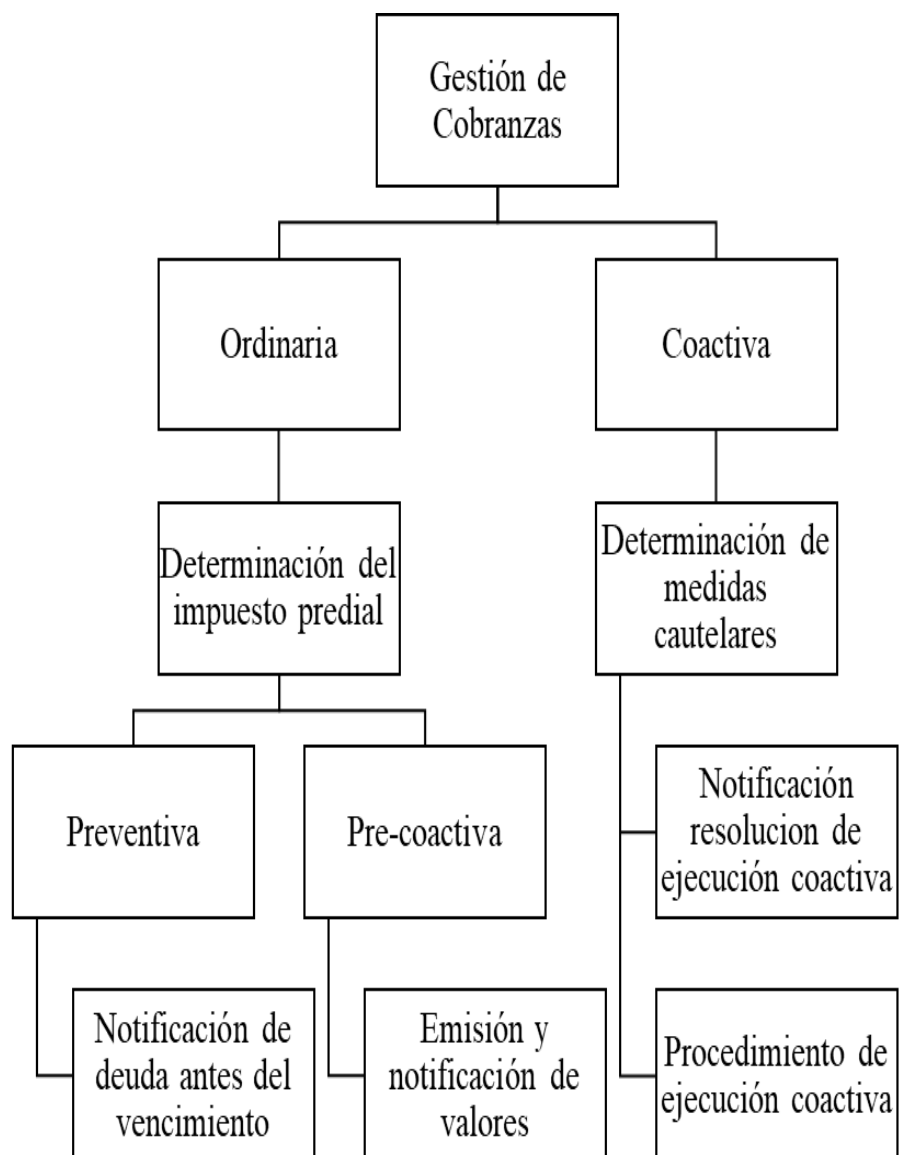 Gestión de
Cobranzas
Ordinaria
Coactiva
Determinación del
impuesto predial
Determinación de
medidas
cautelares
Preventiva
Pre-coactiva
Notificación
resolucion de
ejecución coactiva
Notificación de
deuda antes del
vencimiento
Emisión y
notificación de
valores
Procedimiento de
ejecución coactiva